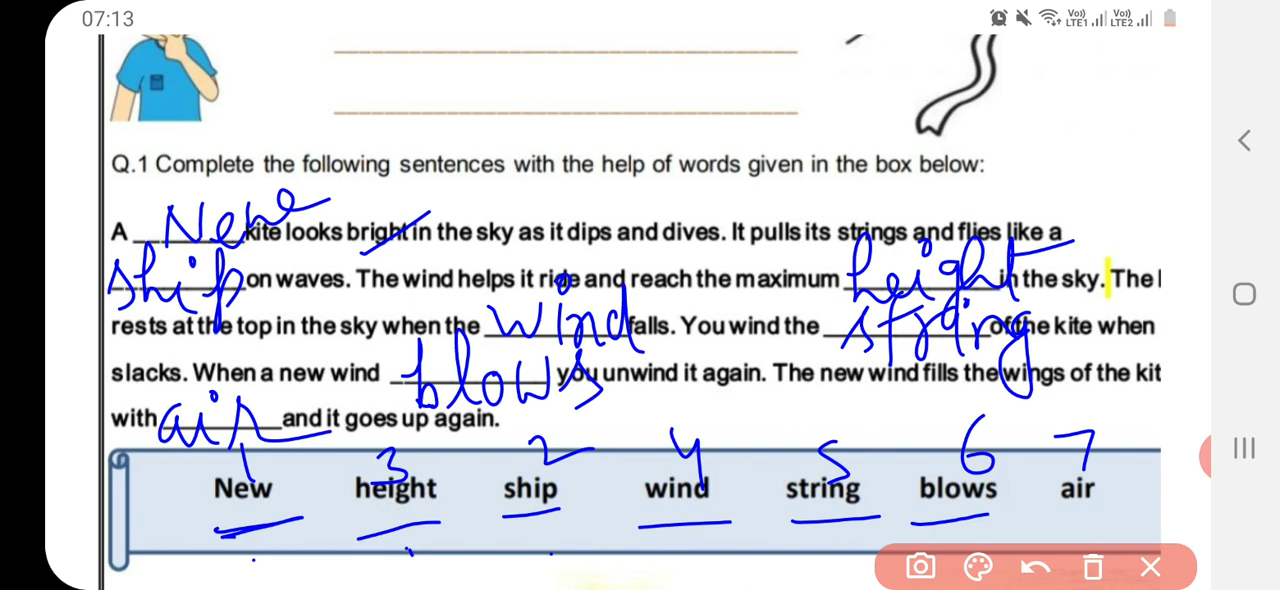 07:13 Vo)) LTE1 Vo)) LTE2
Q.1 Complete the following sentences with the help of words given in the box below:
A New kite looks bright in the sky as it dips and dives. It pulls its strings and flies like a
ship on waves. The wind helps it ride and reach the maximum height in the sky. The
rests at the top in the sky when the wind falls. You wind the string of the kite when
slacks. When a new wind blows you unwind it again. The new wind fills the wings of the kit
with air and it goes up again.
1 3 2 4 5 6 7
New height ship wind string blows air